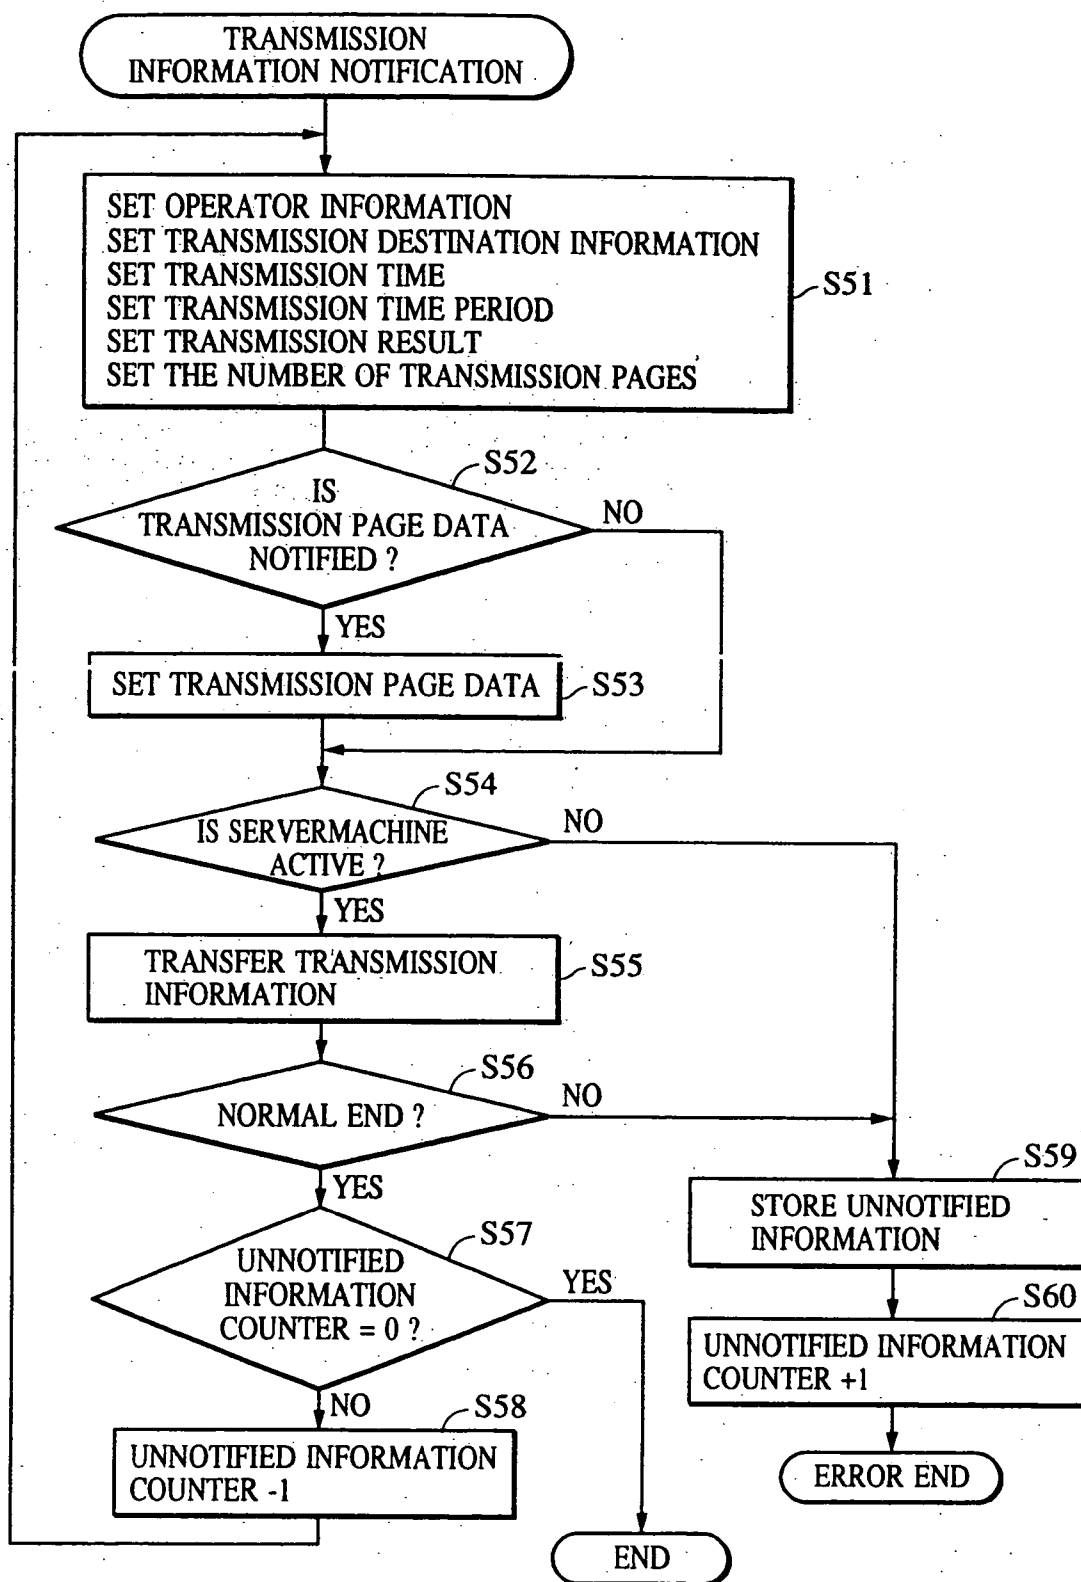 TRANSMISSION
INFORMATION NOTIFICATION
SET OPERATOR INFORMATION
SET TRANSMISSION DESTINATION INFORMATION
SET TRANSMISSION TIME
SET TRANSMISSION TIME PERIOD
SET TRANSMISSION RESULT
SET THE NUMBER OF TRANSMISSION PAGES
S51
S52
IS
TRANSMISSION PAGE DATA
NOTIFIED ?
NO
YES
SET TRANSMISSION PAGE DATA
S53
S54
IS SERVERMACHINE
ACTIVE ?
NO
YES
TRANSFER TRANSMISSION
INFORMATION
S55
S56
NORMAL END ?
NO
YES
S59
STORE UNNOTIFIED
INFORMATION
S57
UNNOTIFIED
INFORMATION
COUNTER = 0 ?
YES
NO
S60
UNNOTIFIED INFORMATION
COUNTER +1
S58
UNNOTIFIED INFORMATION
COUNTER -1
ERROR END
END